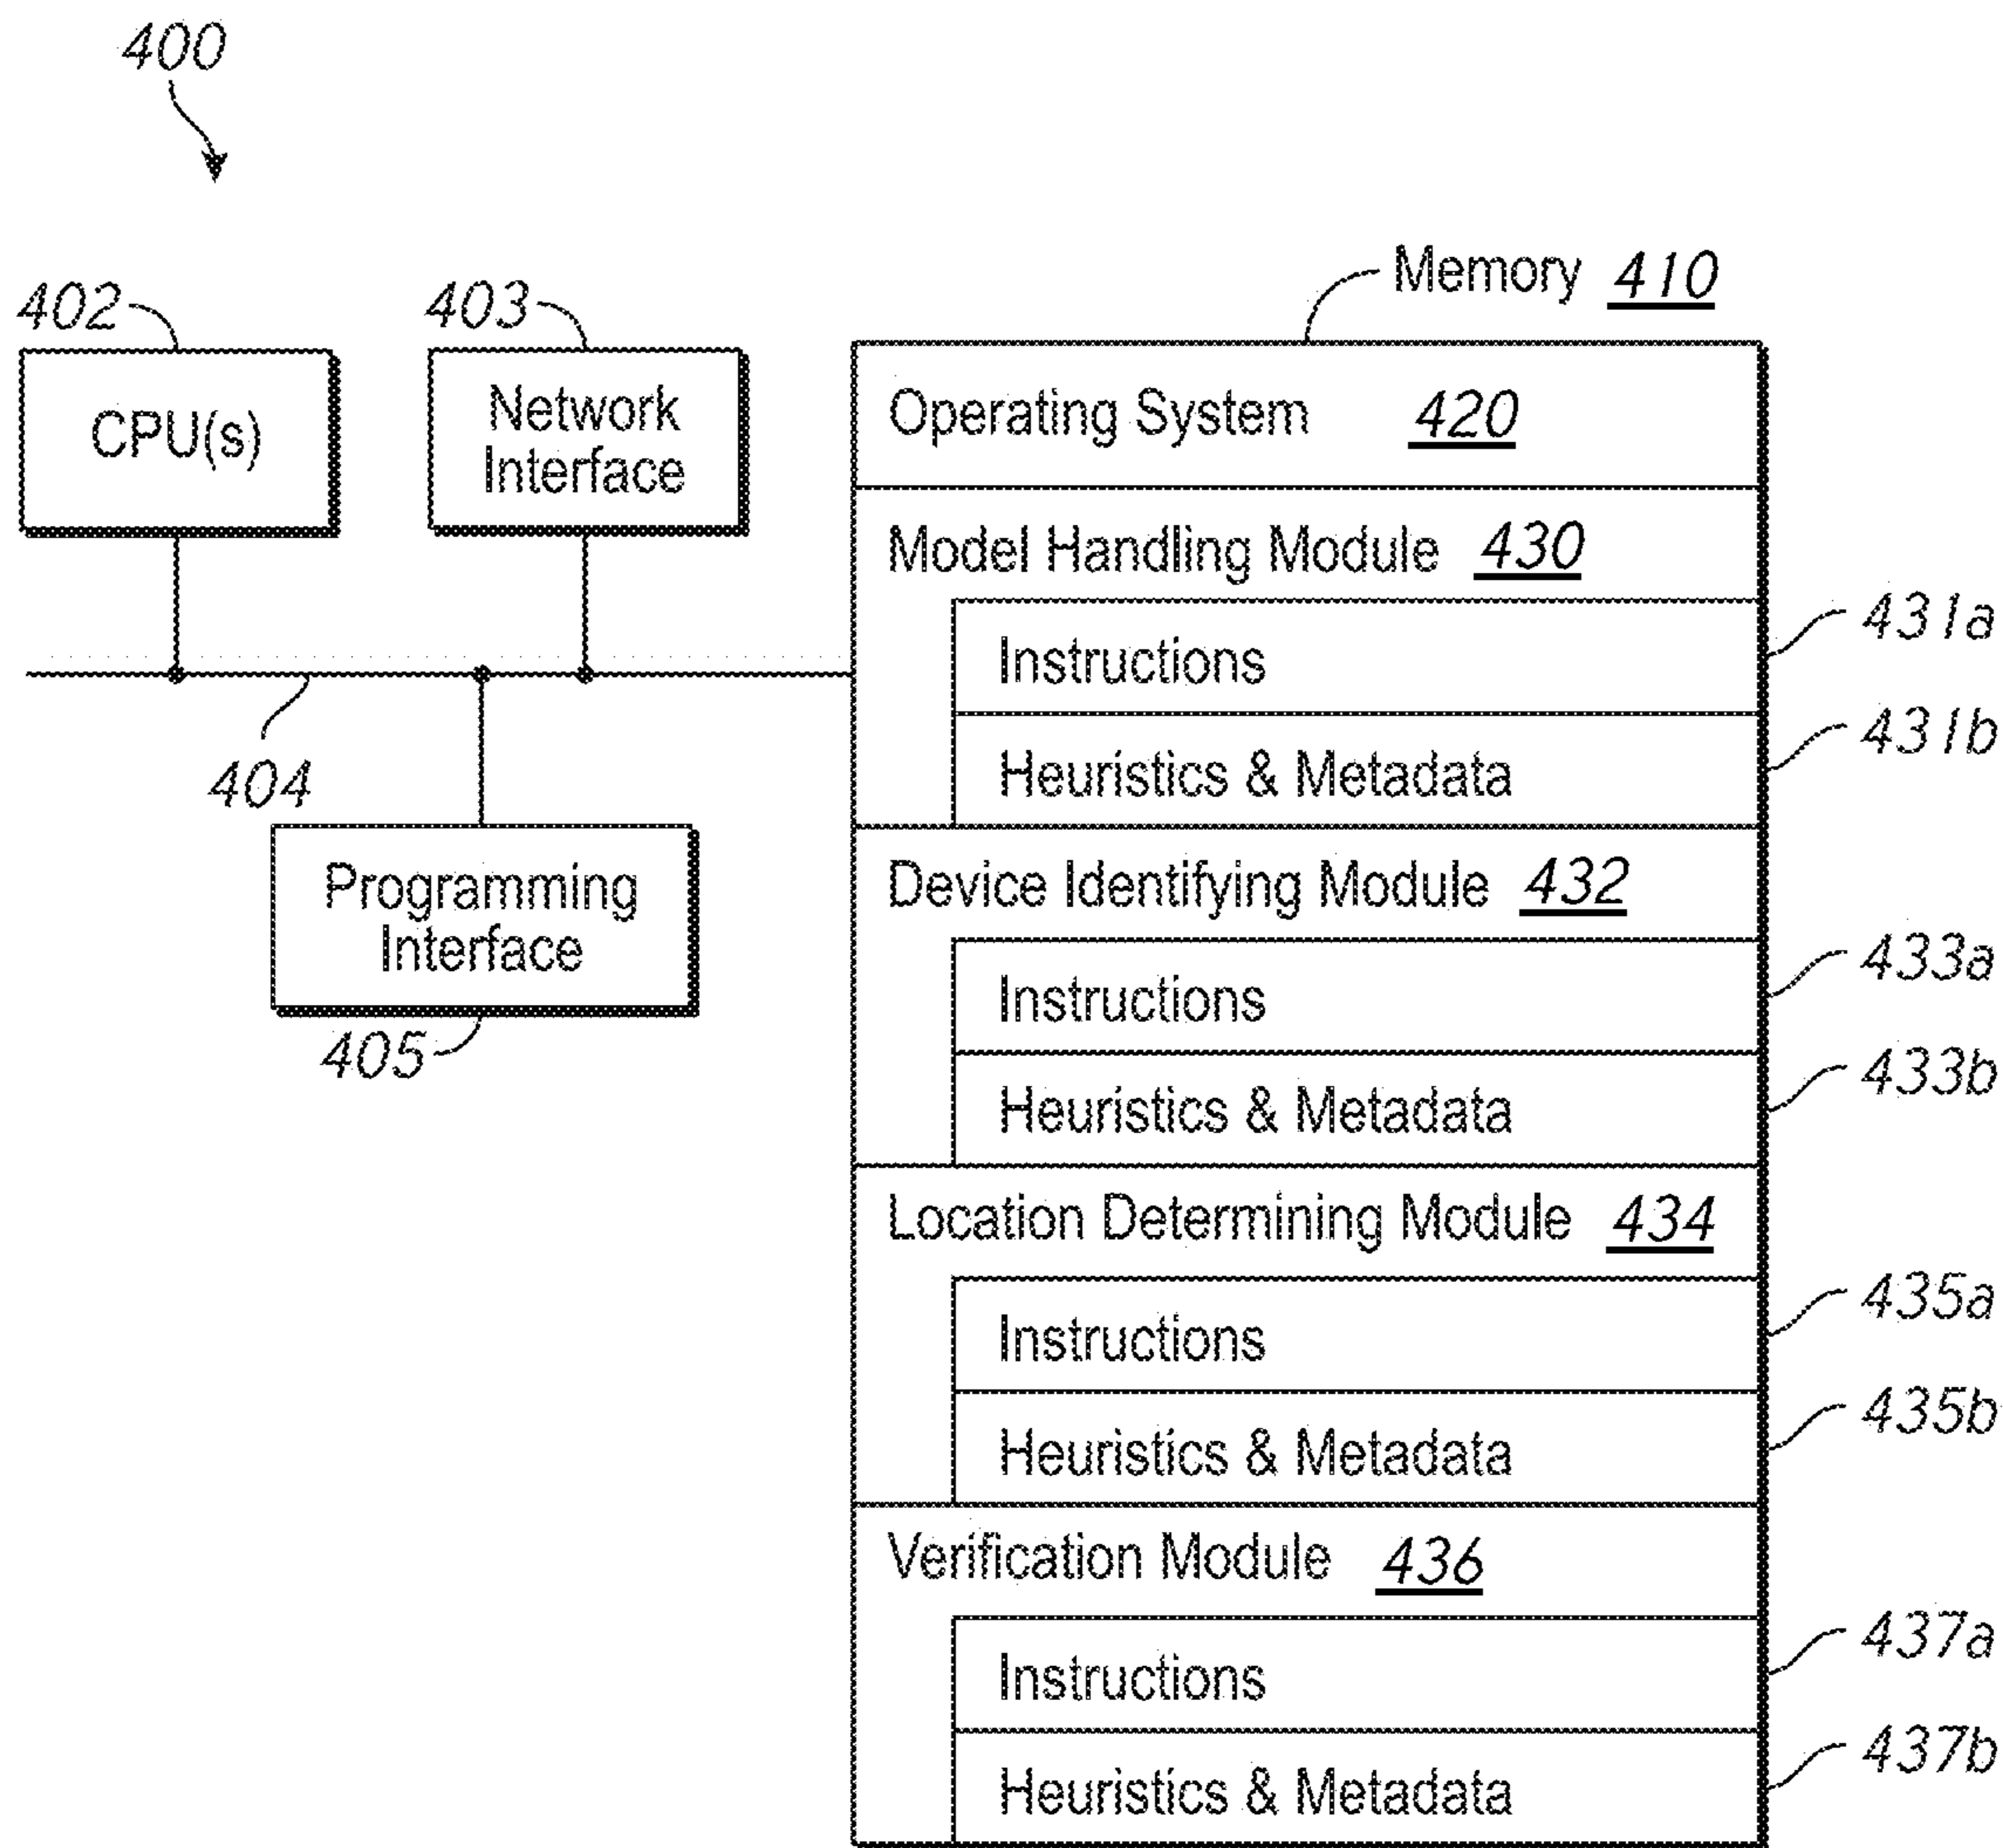 400
402
403
Memory 410
CPU(s)
Network
Interface
Operating System 420
Model Handling Module 430
Instructions
431a
Heuristics & Metadata
431b
404
Programming
Interface
405
Device Identifying Module 432
Instructions
433a
Heuristics & Metadata
433b
Location Determining Module 434
Instructions
435a
Heuristics & Metadata
435b
Verification Module 436
Instructions
437a
Heuristics & Metadata
437b